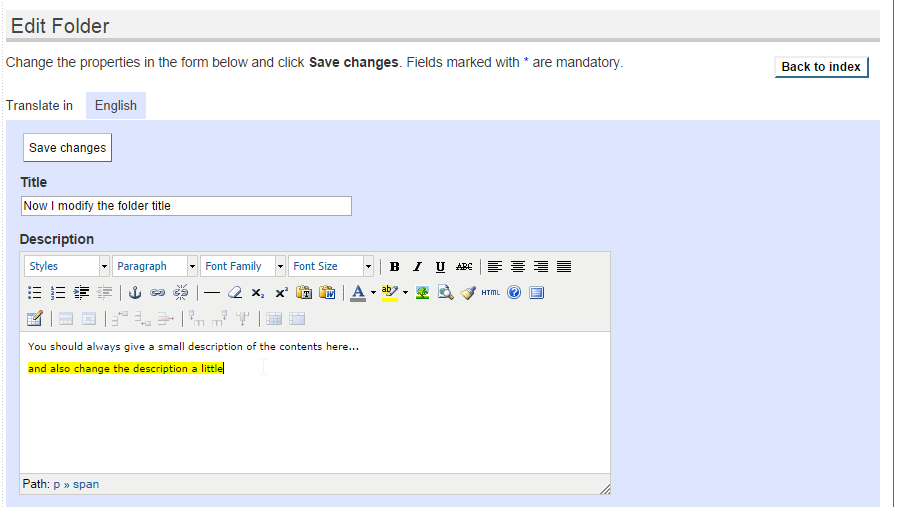 Edit Folder
Change the properties in the form below and click Save changes. Fields marked with * are mandatory.
Back to index
Translate in English
Save changes
Title
Now I modify the folder title
Description
Styles Paragraph Font Family Font Size B I U ABC
A ab HTML
You should always give a small description of the contents here...
and also change the description a little
Path: p » span